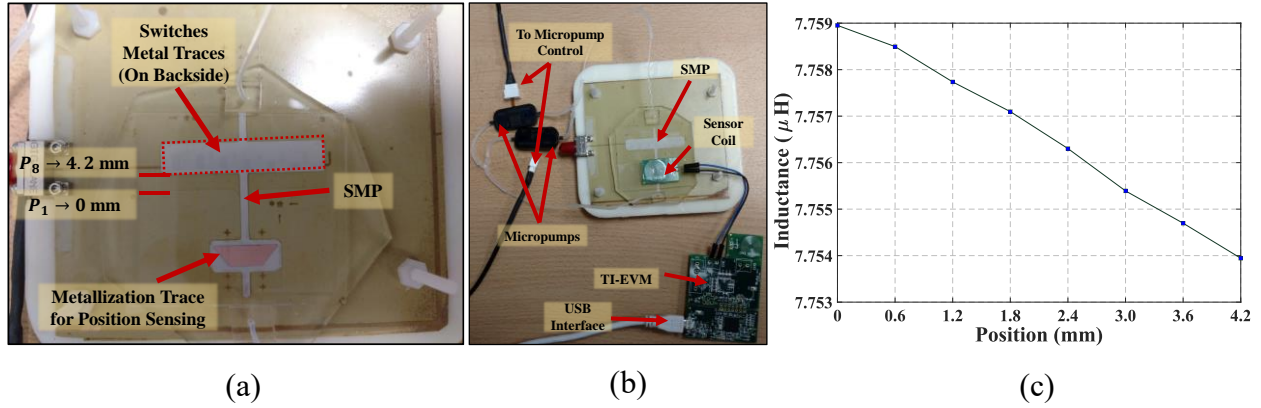 Switches
Metal Traces
(On Backside)
P₈ → 4.2 mm
P₁ → 0 mm
SMP
Metallization Trace
for Position Sensing
(a)
To Micropump
Control
SMP
Sensor
Coil
Micropumps
TI-EVM
USB
Interface
(b)
Inductance (μ H)
7.759
7.758
7.757
7.756
7.755
7.754
7.753
0 0.6 1.2 1.8 2.4 3.0 3.6 4.2
Position (mm)
(c)